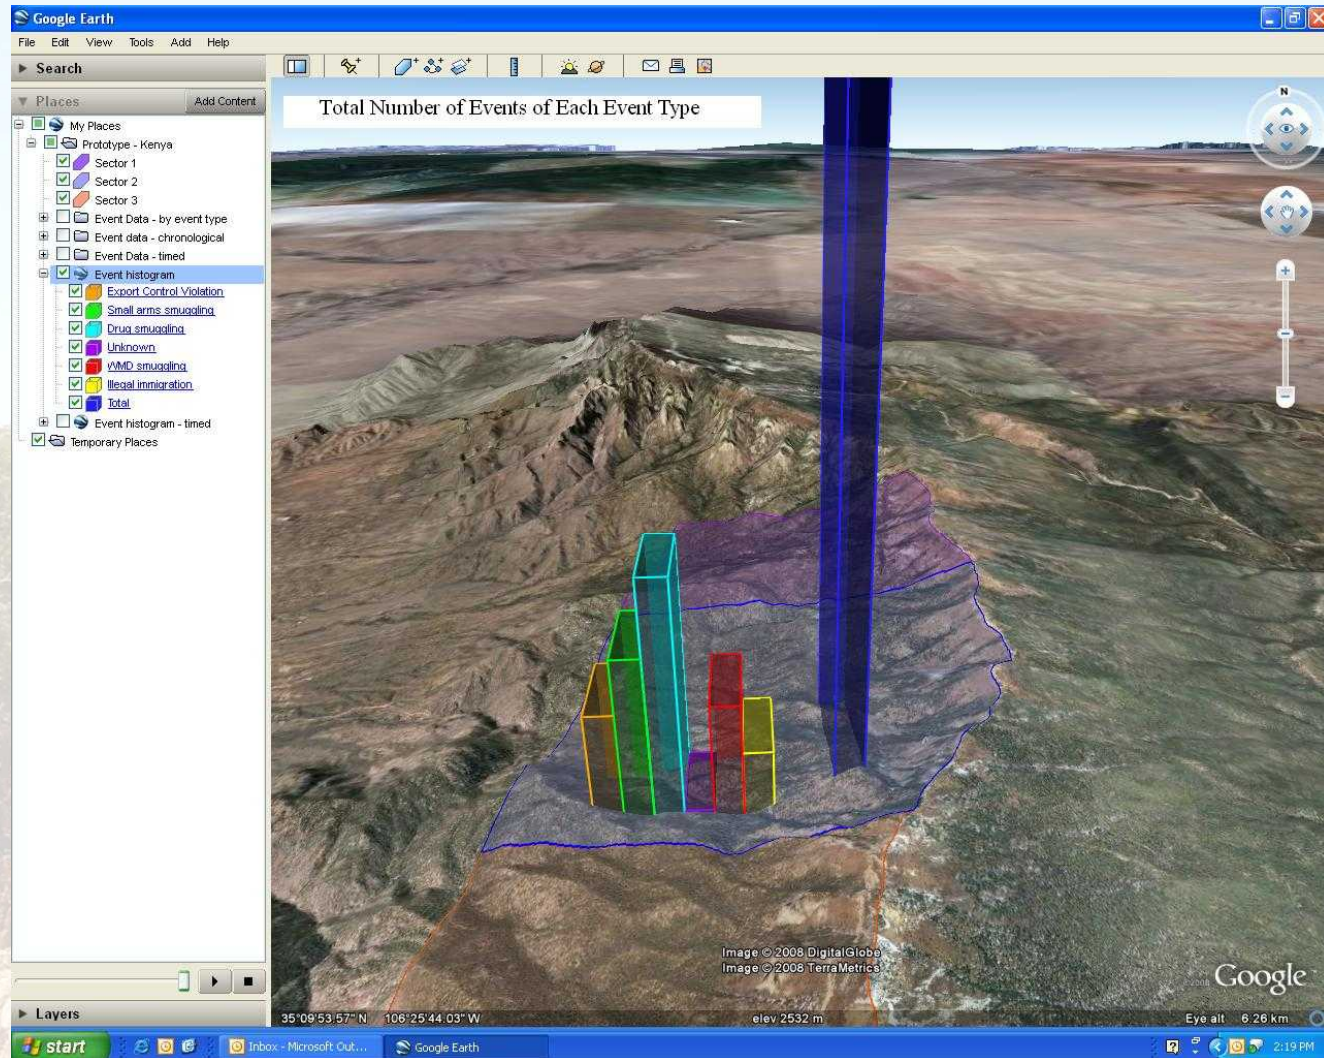 Google Earth
File Edit View Tools Add Help
Search
Places Add Content
My Places
Prototype - Kenya
Sector 1
Sector 2
Sector 3
Event Data - by event type
Event data - chronological
Event Data - timed
Event histogram
Export Control Violation
Small arms smuggling
Drug smuggling
Unknown
WMD smuggling
Illegal immigration
Total
Event histogram - timed
Temporary Places
Layers
Total Number of Events of Each Event Type
N
Image © 2008 DigitalGlobe
Image © 2008 TerraMetrics
©2008 Google
35°09'53.57" N 106°25'44.03" W elev 2532 m Eye alt 6.26 km
start Inbox - Microsoft Out... Google Earth 2:19 PM